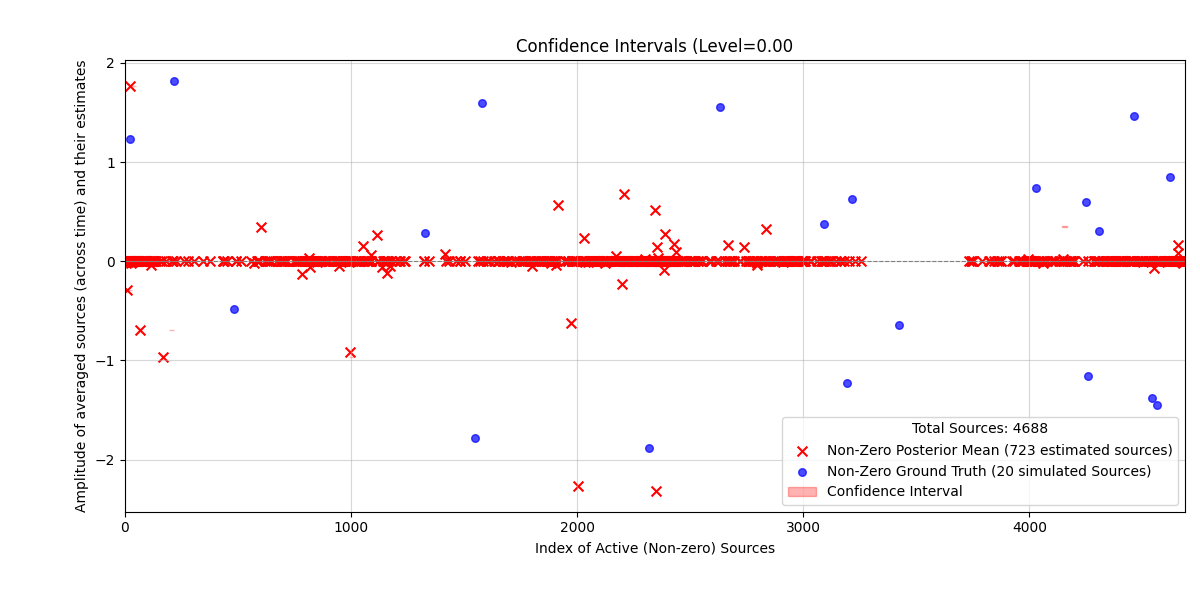 Confidence Intervals (Level=0.00
Amplitude of averaged sources (across time) and their estimates
2
1
0
−1
−2
0 1000 2000 3000 4000
Index of Active (Non-zero) Sources
Total Sources: 4688
Non-Zero Posterior Mean (723 estimated sources)
Non-Zero Ground Truth (20 simulated Sources)
Confidence Interval